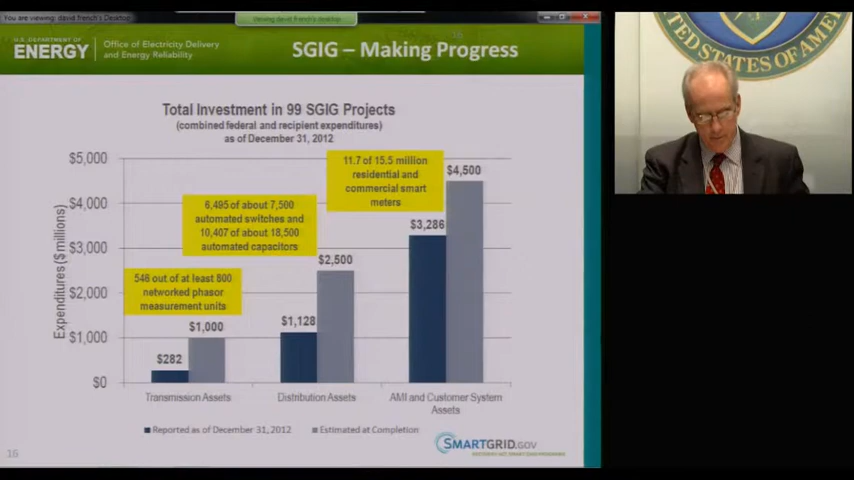 You are viewing: david french's Desktop
Viewing david french's Desktop
U.S. DEPARTMENT OF
ENERGY
Office of Electricity Delivery
and Energy Reliability
16
SGIG – Making Progress
UNITED STATES OF AMERICA
Total Investment in 99 SGIG Projects
(combined federal and recipient expenditures)
as of December 31, 2012
Expenditures ($ millions)
$5,000
$4,000
$3,000
$2,000
$1,000
$0
546 out of at least 800
networked phasor
measurement units
$282
$1,000
6,495 of about 7,500
automated switches and
10,407 of about 18,500
automated capacitors
$1,128
$2,500
11.7 of 15.5 million
residential and
commercial smart
meters
$3,286
$4,500
Transmission Assets
Distribution Assets
AMI and Customer System
Assets
Reported as of December 31, 2012
Estimated at Completion
SMARTGRID.GOV
16